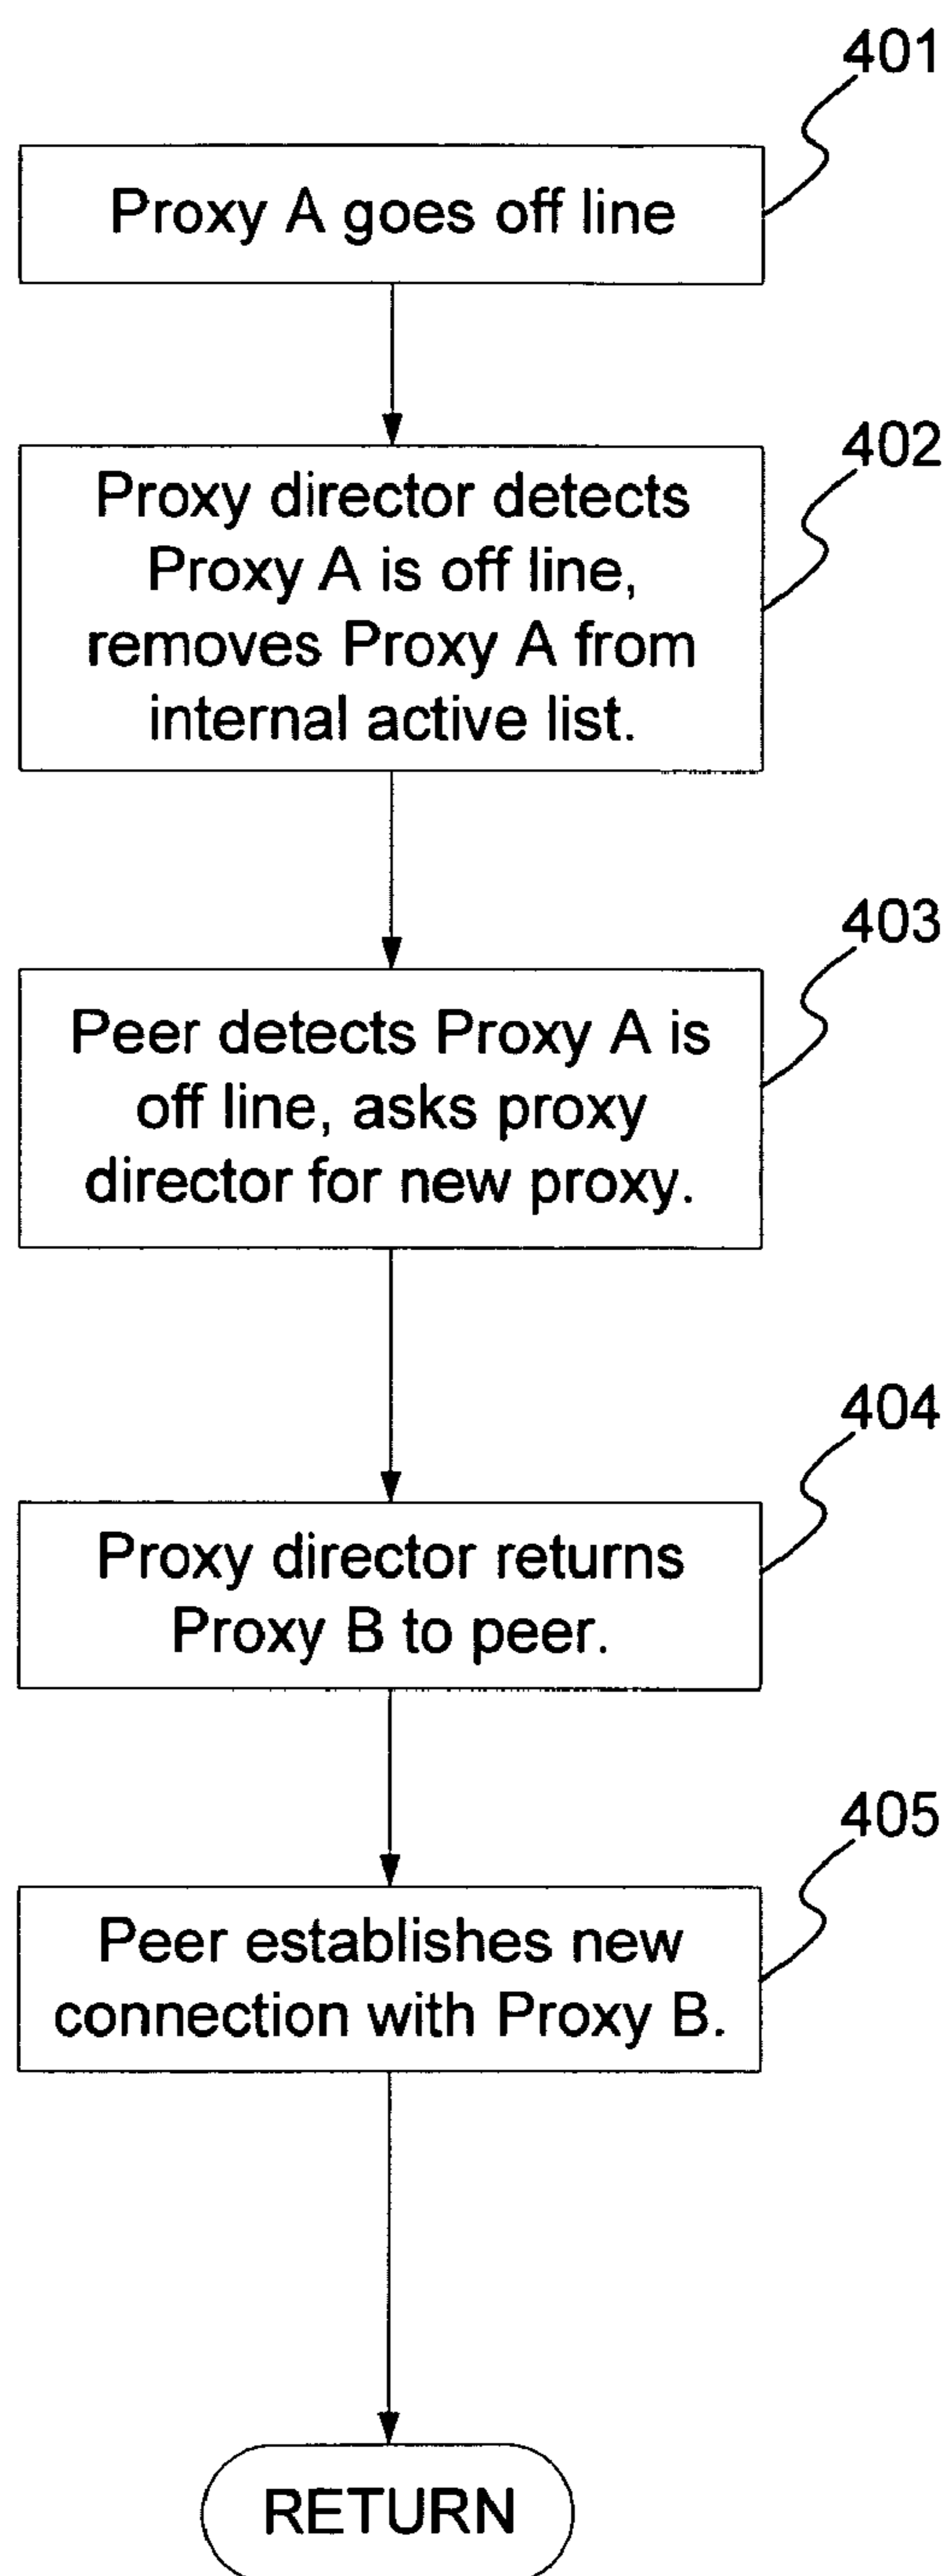 401
Proxy A goes off line
402
Proxy director detects
Proxy A is off line,
removes Proxy A from
internal active list.
403
Peer detects Proxy A is
off line, asks proxy
director for new proxy.
404
Proxy director returns
Proxy B to peer.
405
Peer establishes new
connection with Proxy B.
RETURN